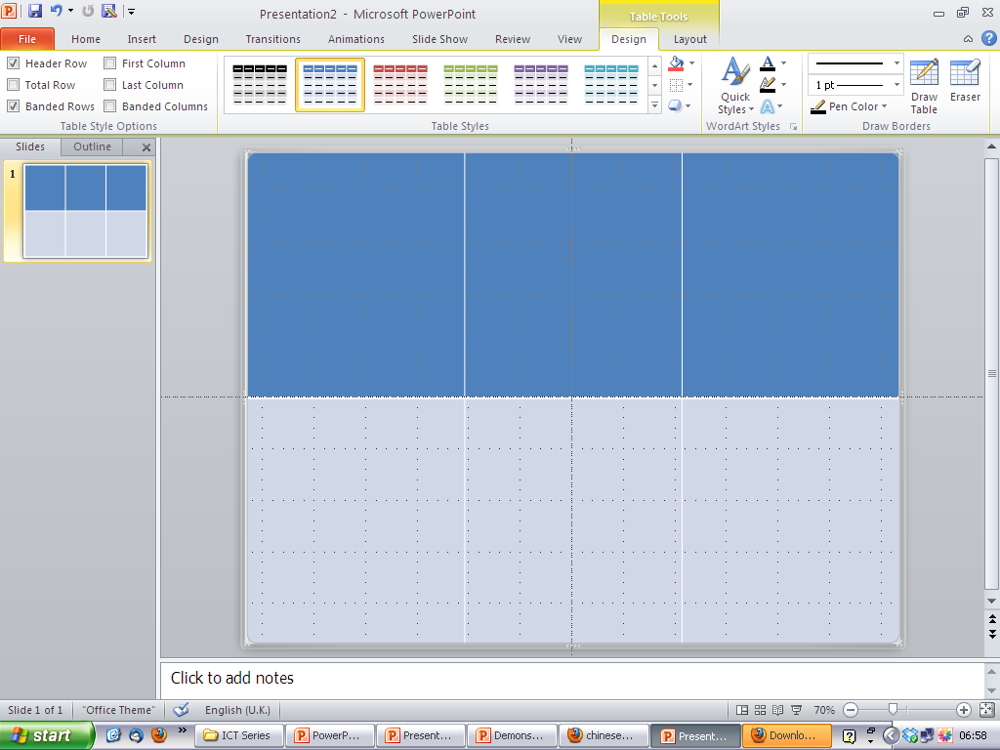 Presentation2 - Microsoft PowerPoint
Table Tools
File Home Insert Design Transitions Animations Slide Show Review View Design Layout
Header Row First Column
Total Row Last Column
Banded Rows Banded Columns
Table Style Options
Table Styles
Quick Styles
WordArt Styles
1 pt
Pen Color
Draw Table
Eraser
Draw Borders
Slides Outline
1
Click to add notes
Slide 1 of 1 "Office Theme" English (U.K.) 70%
start ICT Series PowerP... Present... Demons... chinese... Present... Downlo... 06:58